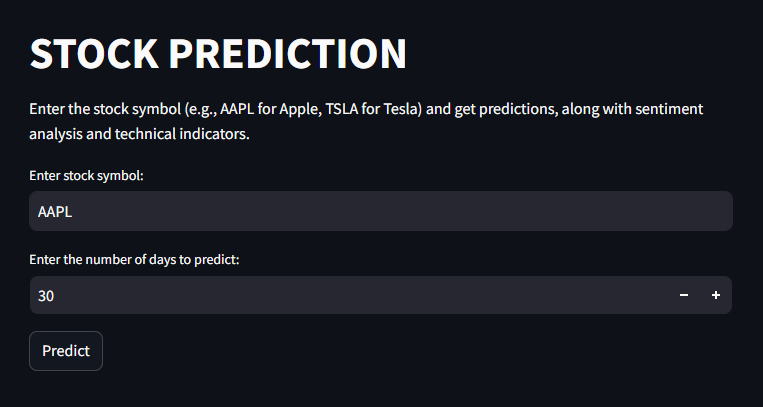 STOCK PREDICTION
Enter the stock symbol (e.g., AAPL for Apple, TSLA for Tesla) and get predictions, along with sentiment
analysis and technical indicators.
Enter stock symbol:
AAPL
Enter the number of days to predict:
30
Predict